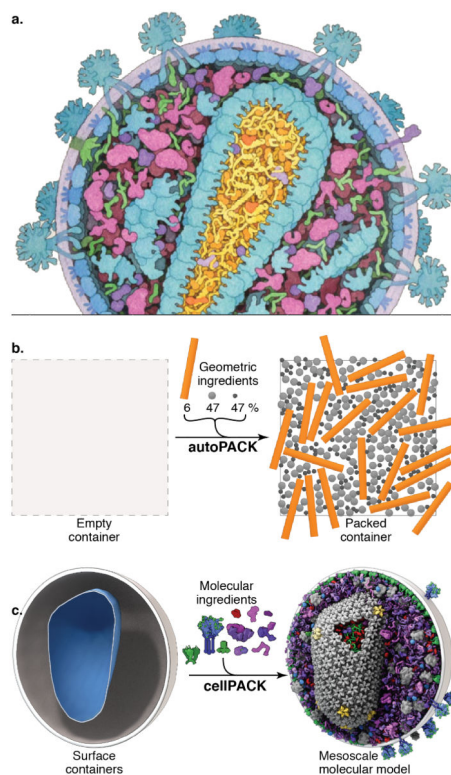 a.
b.
Geometric
ingredients
6 47 47 %
autoPACK
Empty
container
Packed
container
c.
Molecular
ingredients
cellPACK
Surface
containers
Mesoscale
molecular model